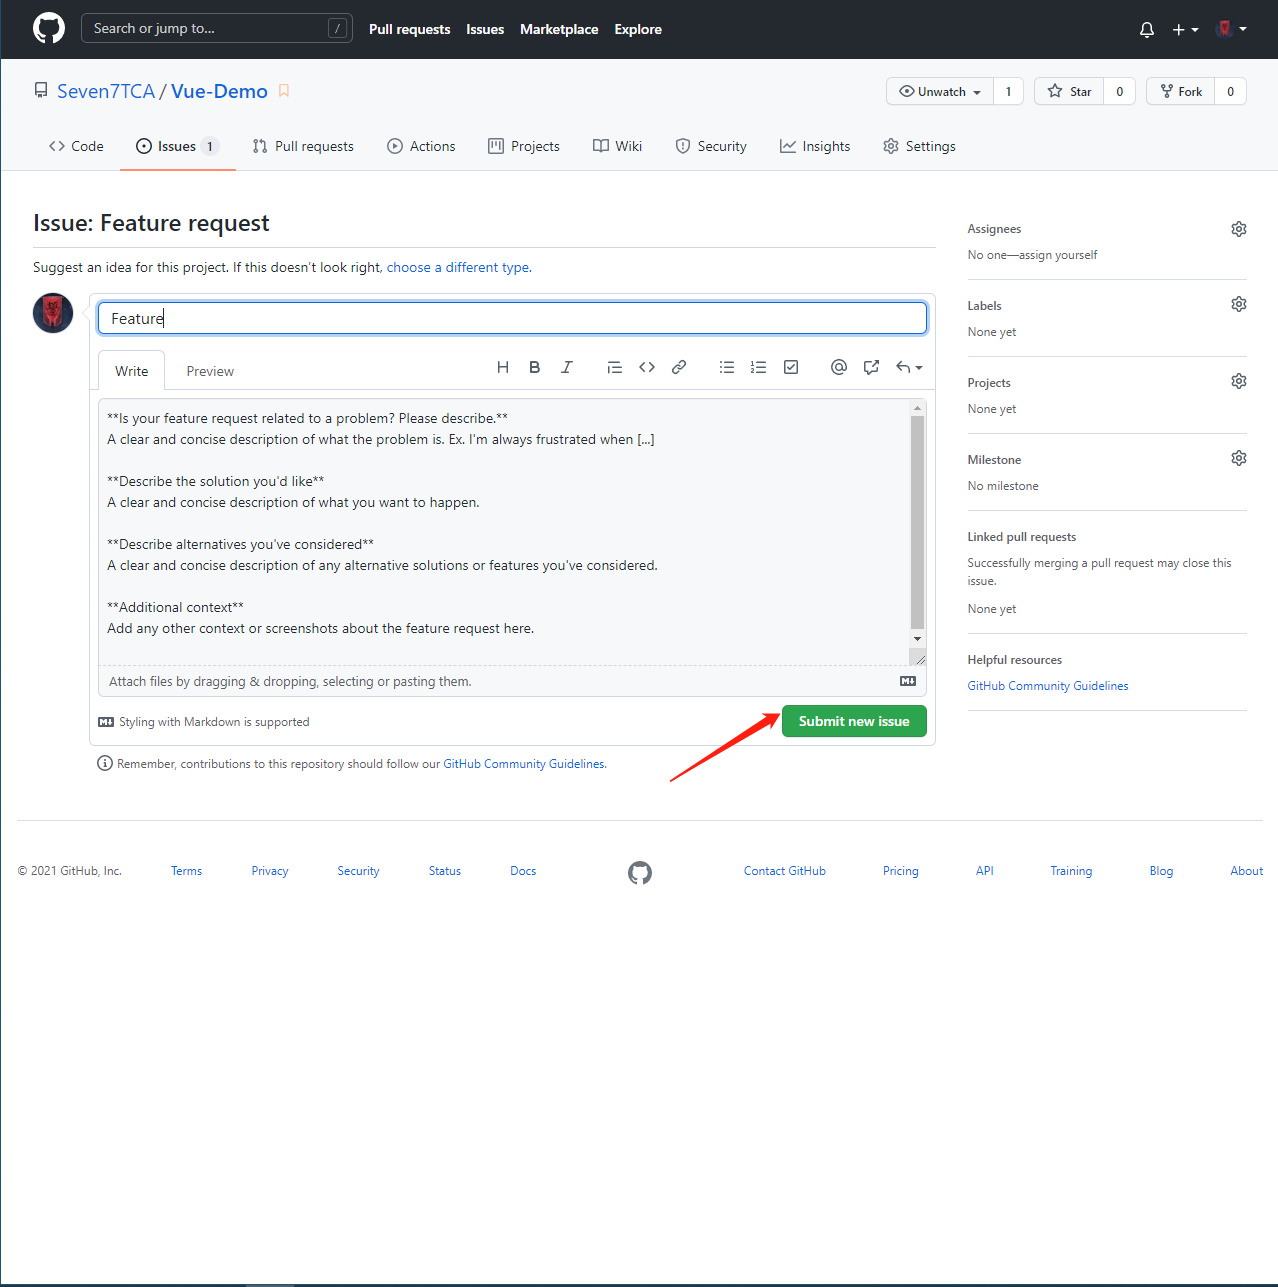 Search or jump to... /
Pull requests Issues Marketplace Explore
Seven7TCA / Vue-Demo
Unwatch 1 Star 0 Fork 0
Code Issues 1 Pull requests Actions Projects Wiki Security Insights Settings
Issue: Feature request
Suggest an idea for this project. If this doesn't look right, choose a different type.
Feature
Write Preview
**Is your feature request related to a problem? Please describe.**
A clear and concise description of what the problem is. Ex. I'm always frustrated when [...]
**Describe the solution you'd like**
A clear and concise description of what you want to happen.
**Describe alternatives you've considered**
A clear and concise description of any alternative solutions or features you've considered.
**Additional context**
Add any other context or screenshots about the feature request here.
Attach files by dragging & dropping, selecting or pasting them.
Styling with Markdown is supported
Submit new issue
Remember, contributions to this repository should follow our GitHub Community Guidelines.
Assignees
No one—assign yourself
Labels
None yet
Projects
None yet
Milestone
No milestone
Linked pull requests
Successfully merging a pull request may close this
issue.
None yet
Helpful resources
GitHub Community Guidelines
© 2021 GitHub, Inc. Terms Privacy Security Status Docs Contact GitHub Pricing API Training Blog About